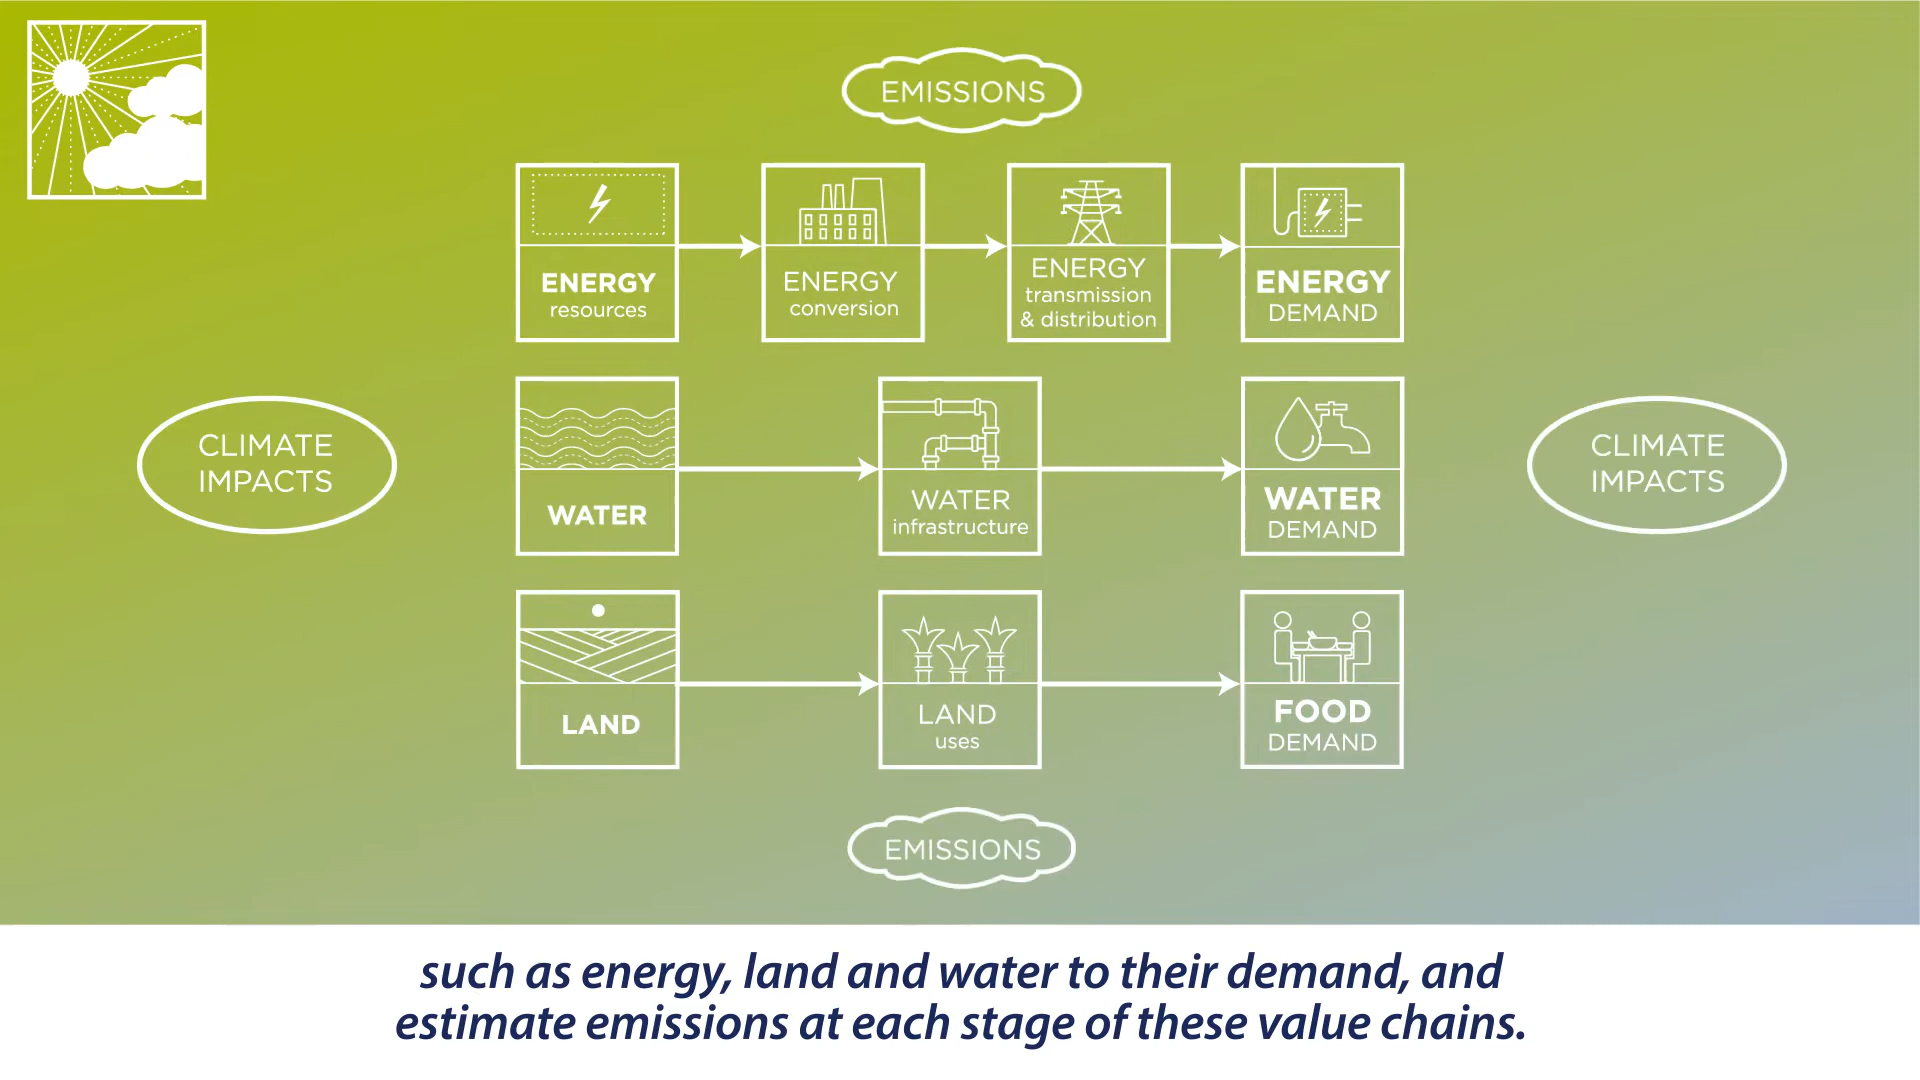 EMISSIONS
ENERGY
resources
ENERGY
conversion
ENERGY
transmission
& distribution
ENERGY
DEMAND
CLIMATE
IMPACTS
WATER
WATER
infrastructure
WATER
DEMAND
CLIMATE
IMPACTS
LAND
LAND
uses
FOOD
DEMAND
EMISSIONS
such as energy, land and water to their demand, and
estimate emissions at each stage of these value chains.